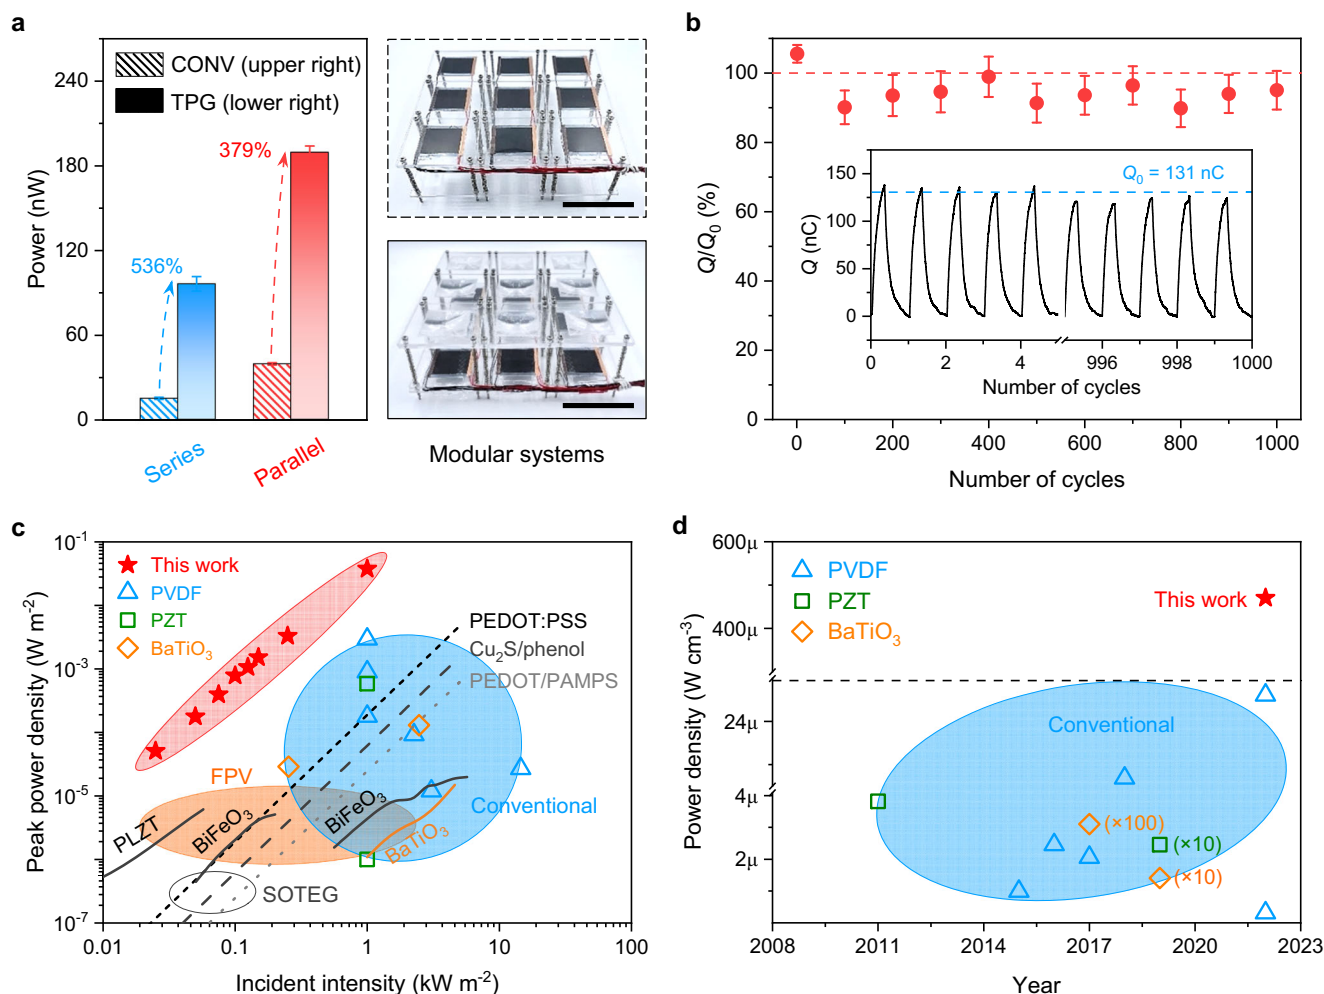 a
CONV (upper right)
TPG (lower right)
240
180
120
60
0
Power (nW)
536%
379%
Series
Parallel
Modular systems
b
100
80
60
40
20
0
Q/Q0 (%)
Q0 = 131 nC
150
100
50
0
Q (nC)
0
2
4
996
998
1000
Number of cycles
0
200
400
600
800
1000
Number of cycles
c
10-1
10-3
10-5
10-7
Peak power density (W m-2)
This work
PVDF
PZT
BaTiO3
PEDOT:PSS
Cu2S/phenol
PEDOT/PAMPS
FPV
Conventional
PLZT
BiFeO3
BiFeO3
BaTiO3
SOTEG
0.01
0.1
1
10
100
Incident intensity (kW m-2)
d
600μ
400μ
24μ
4μ
2μ
Power density (W cm-3)
PVDF
PZT
BaTiO3
This work
Conventional
(×100)
(×10)
(×10)
2008
2011
2014
2017
2020
2023
Year